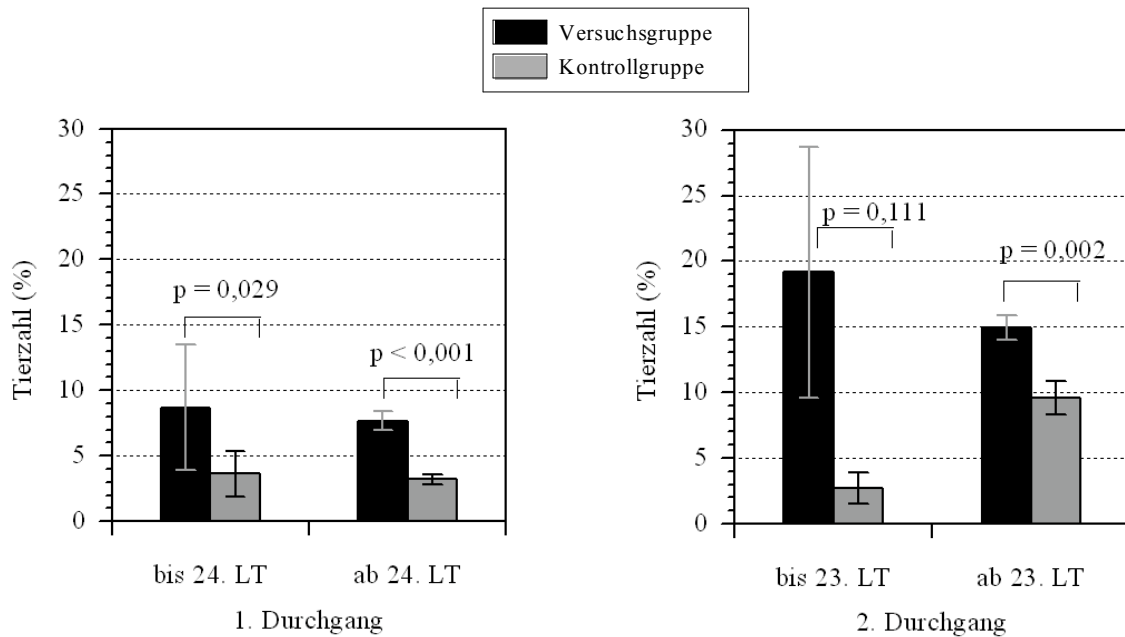 Versuchsgruppe
Kontrollgruppe
Tierzahl (%)
30
25
20
15
10
5
0
p = 0,029
p < 0,001
bis 24. LT
ab 24. LT
1. Durchgang
Tierzahl (%)
30
25
20
15
10
5
0
p = 0,111
p = 0,002
bis 23. LT
ab 23. LT
2. Durchgang